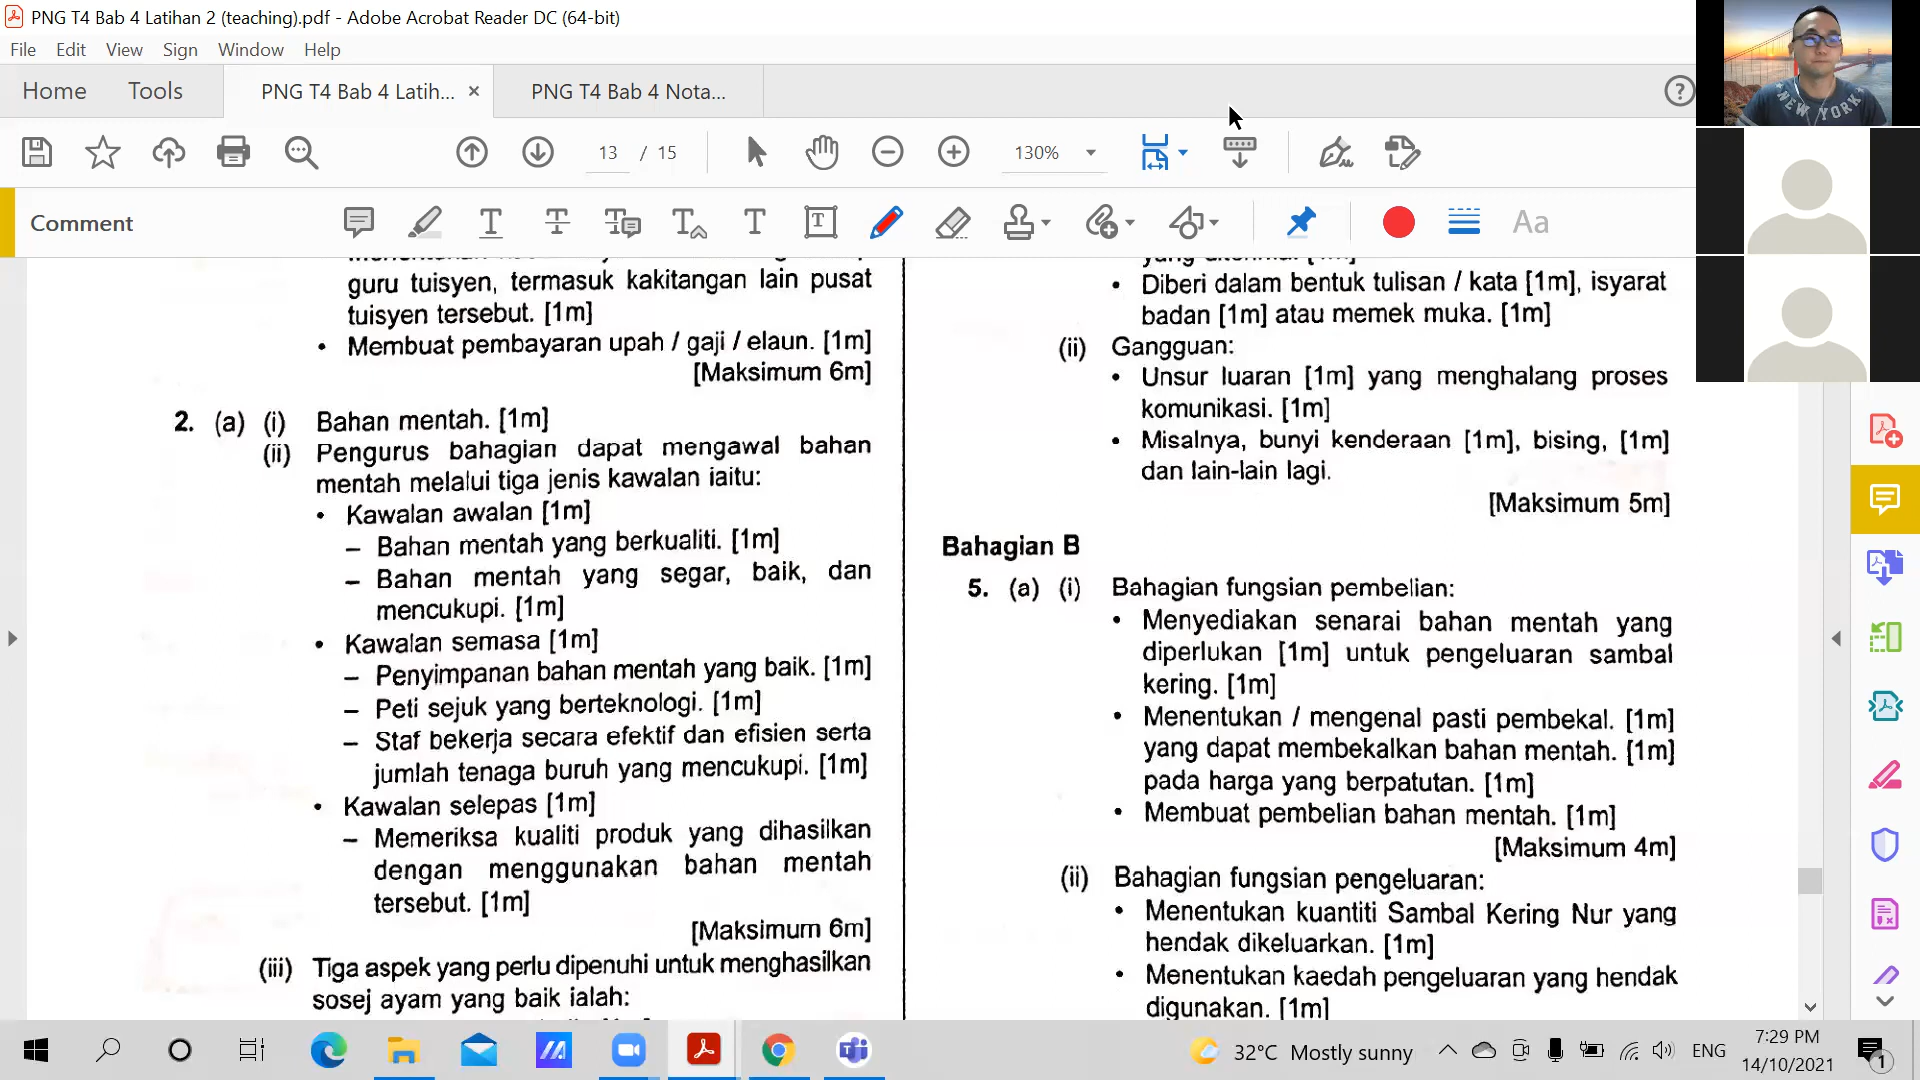 PNG T4 Bab 4 Latihan 2 (teaching).pdf - Adobe Acrobat Reader DC (64-bit)
File Edit View Sign Window Help
Home Tools PNG T4 Bab 4 Latih... × PNG T4 Bab 4 Nota...
13 / 15 130%
Comment
Aa
NEW YORK
guru tuisyen, termasuk kakitangan lain pusat
tuisyen tersebut. [1m]
• Membuat pembayaran upah / gaji / elaun. [1m]
[Maksimum 6m]
2. (a) (i) Bahan mentah. [1m]
(ii) Pengurus bahagian dapat mengawal bahan
mentah melalui tiga jenis kawalan iaitu:
• Kawalan awalan [1m]
– Bahan mentah yang berkualiti. [1m]
– Bahan mentah yang segar, baik, dan
mencukupi. [1m]
• Kawalan semasa [1m]
– Penyimpanan bahan mentah yang baik. [1m]
– Peti sejuk yang berteknologi. [1m]
– Staf bekerja secara efektif dan efisien serta
jumlah tenaga buruh yang mencukupi. [1m]
• Kawalan selepas [1m]
– Memeriksa kualiti produk yang dihasilkan
dengan menggunakan bahan mentah
tersebut. [1m]
[Maksimum 6m]
(iii) Tiga aspek yang perlu dipenuhi untuk menghasilkan
sosej ayam yang baik ialah:
• Diberi dalam bentuk tulisan / kata [1m], isyarat
badan [1m] atau memek muka. [1m]
(ii) Gangguan:
• Unsur luaran [1m] yang menghalang proses
komunikasi. [1m]
• Misalnya, bunyi kenderaan [1m], bising, [1m]
dan lain-lain lagi.
[Maksimum 5m]
Bahagian B
5. (a) (i) Bahagian fungsian pembelian:
• Menyediakan senarai bahan mentah yang
diperlukan [1m] untuk pengeluaran sambal
kering. [1m]
• Menentukan / mengenal pasti pembekal. [1m]
yang dapat membekalkan bahan mentah. [1m]
pada harga yang berpatutan. [1m]
• Membuat pembelian bahan mentah. [1m]
[Maksimum 4m]
(ii) Bahagian fungsian pengeluaran:
• Menentukan kuantiti Sambal Kering Nur yang
hendak dikeluarkan. [1m]
• Menentukan kaedah pengeluaran yang hendak
digunakan. [1m]
32°C Mostly sunny
ENG
7:29 PM
14/10/2021
1